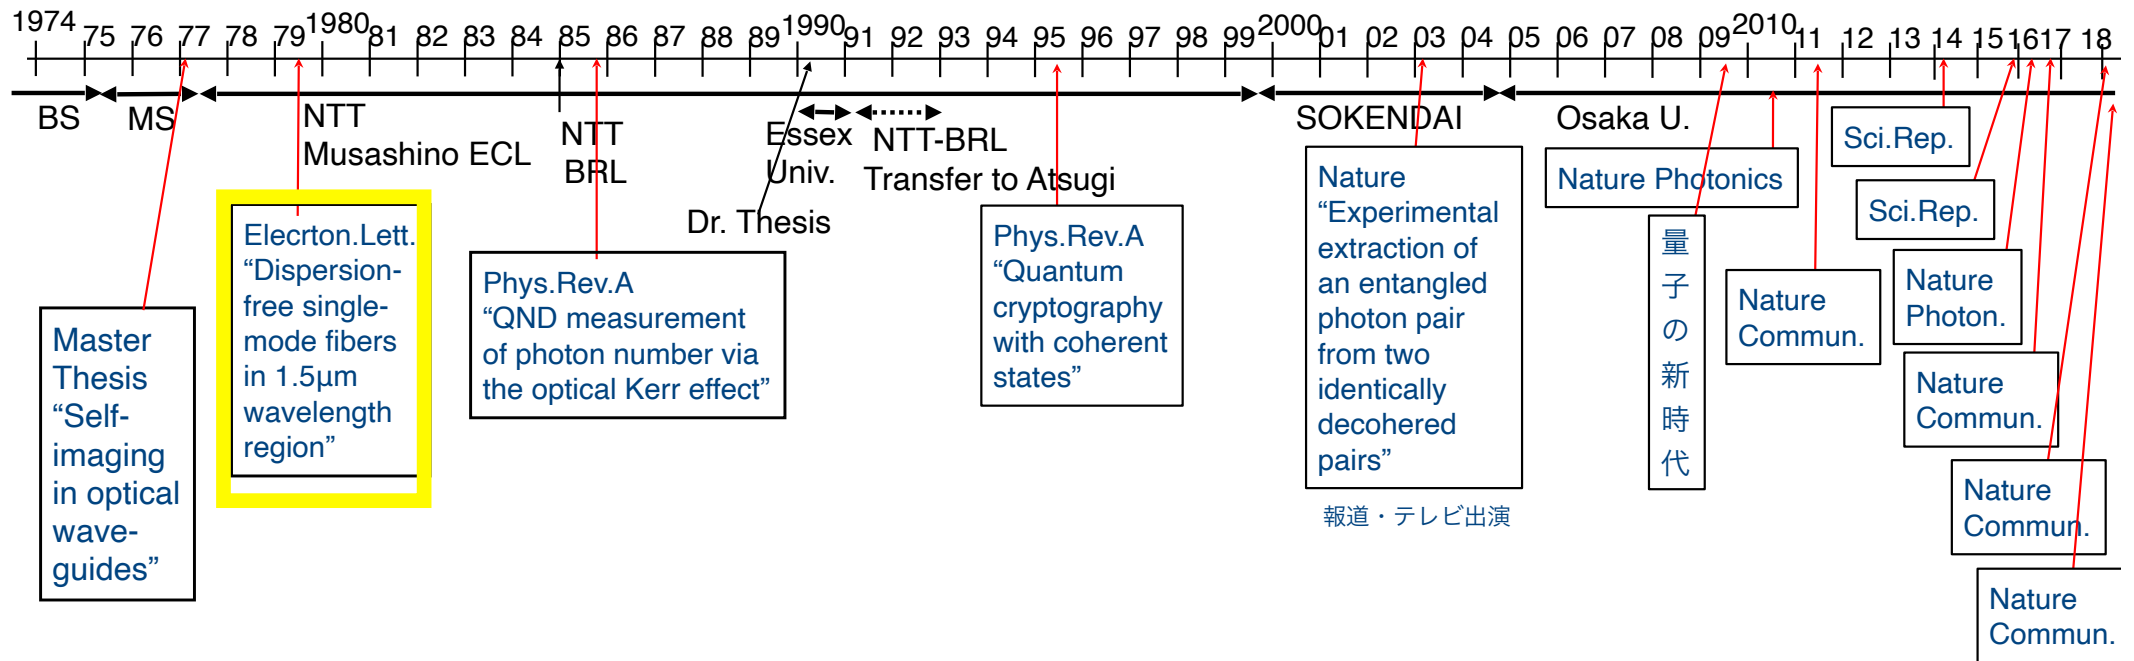 1974 75 76 77 78 79 1980 81 82 83 84 85 86 87 88 89 1990 91 92 93 94 95 96 97 98 99 2000 01 02 03 04 05 06 07 08 09 2010 11 12 13 14 15 16 17 18
BS
MS
NTT
Musashino ECL
NTT
BRL
Essex
Univ.
NTT-BRL
Transfer to Atsugi
Dr. Thesis
SOKENDAI
Osaka U.
Master
Thesis
“Self-
imaging
in optical
wave-
guides”
Elecrton.Lett.
“Dispersion-
free single-
mode fibers
in 1.5µm
wavelength
region”
Phys.Rev.A
“QND measurement
of photon number via
the optical Kerr effect”
Phys.Rev.A
“Quantum
cryptography
with coherent
states”
Nature
“Experimental
extraction of
an entangled
photon pair
from two
identically
decohered
pairs”
報道・テレビ出演
Nature Photonics
量子の新時代
Nature
Commun.
Sci.Rep.
Sci.Rep.
Nature
Photon.
Nature
Commun.
Nature
Commun.
Nature
Commun.